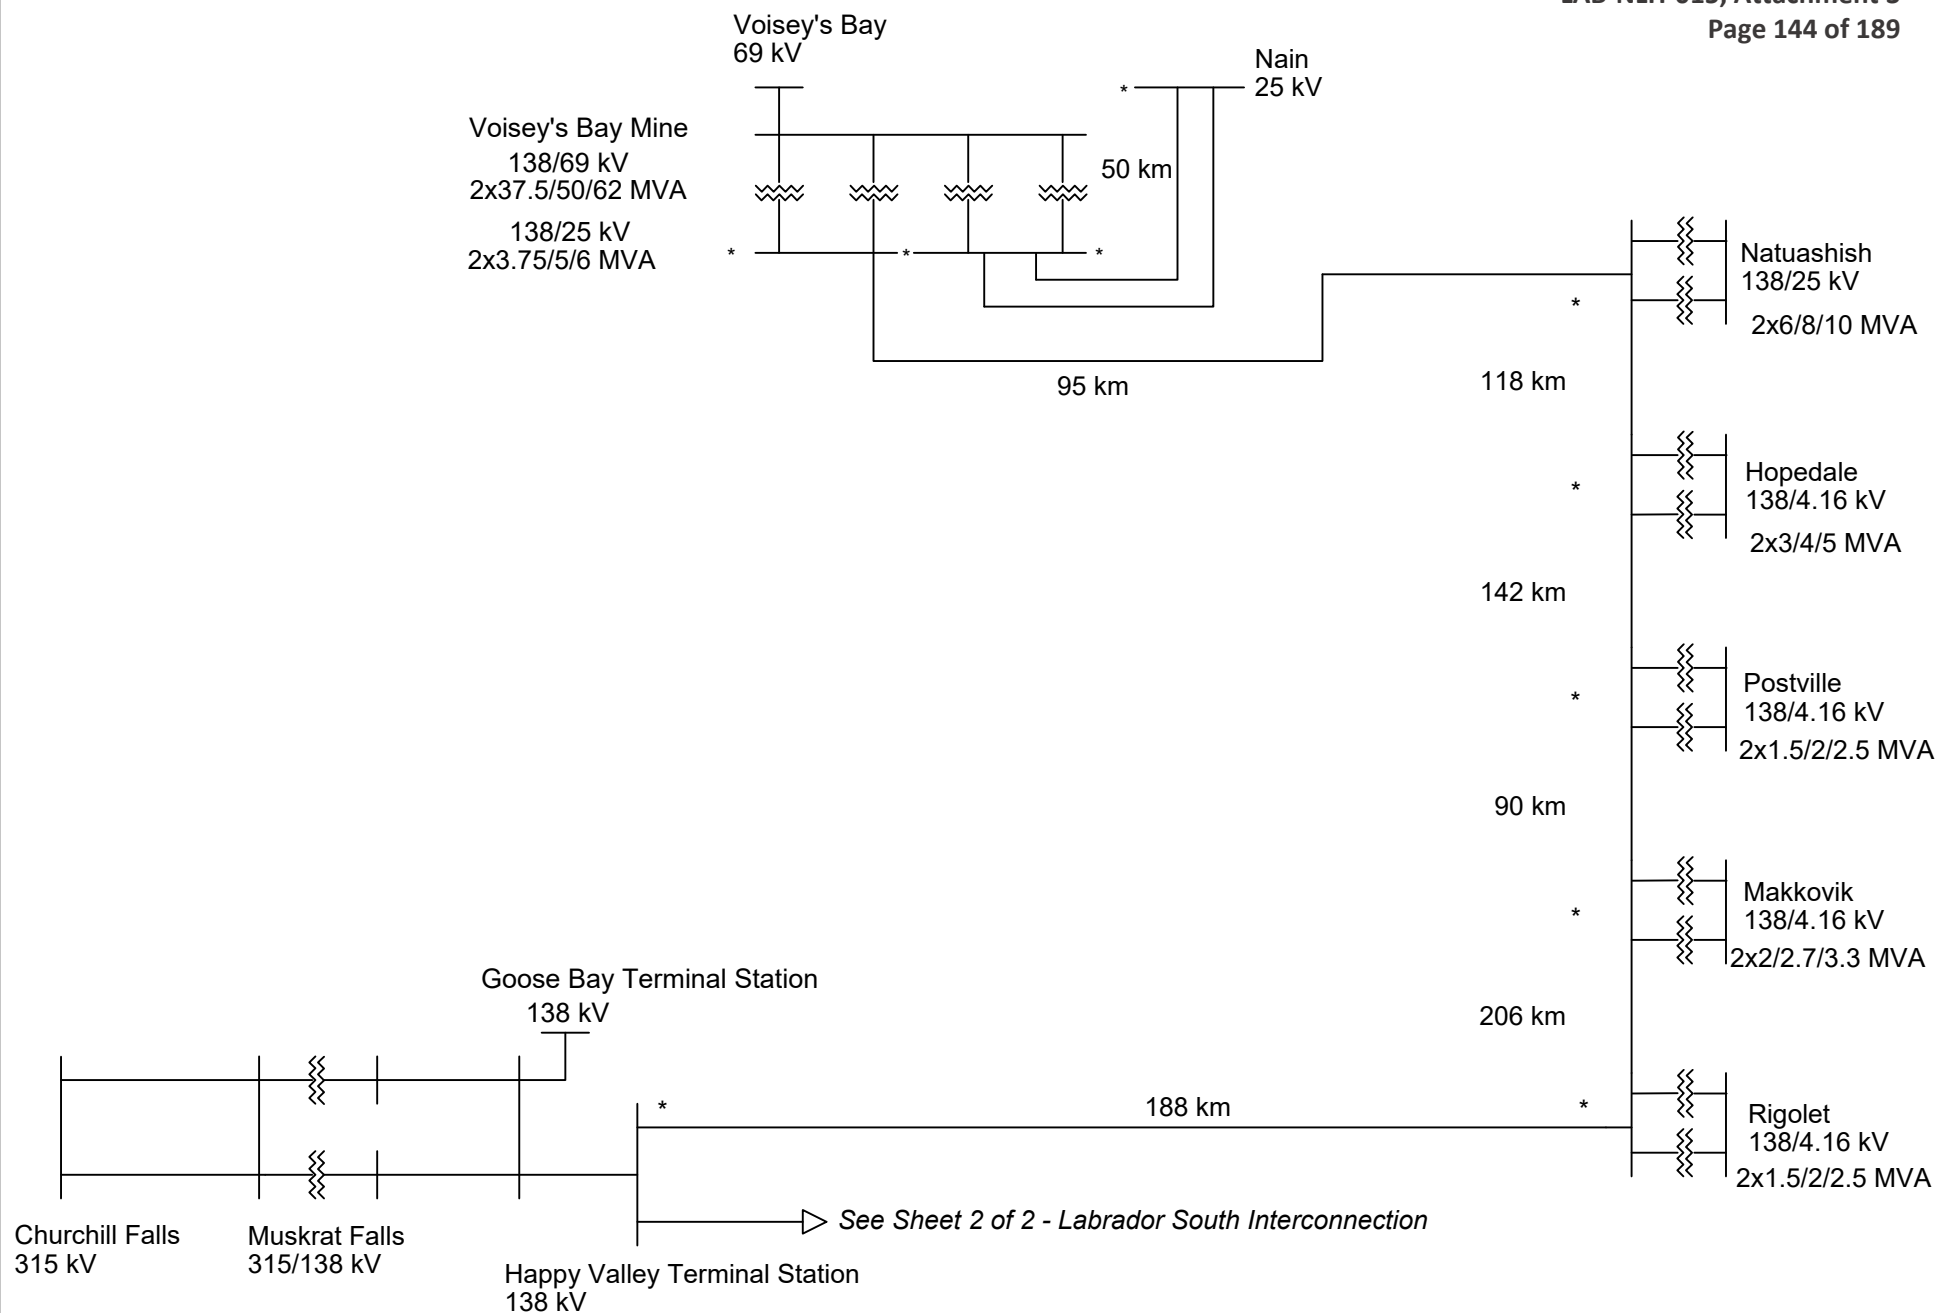 Page 144 of 189
Voisey's Bay
69 kV
Nain
25 kV
*
Voisey's Bay Mine
138/69 kV
2x37.5/50/62 MVA
138/25 kV
2x3.75/5/6 MVA
50 km
*
*
*
Natuashish
138/25 kV
2x6/8/10 MVA
*
95 km
118 km
Hopedale
138/4.16 kV
2x3/4/5 MVA
*
142 km
Postville
138/4.16 kV
2x1.5/2/2.5 MVA
*
90 km
Makkovik
138/4.16 kV
2x2/2.7/3.3 MVA
*
206 km
Goose Bay Terminal Station
138 kV
*
188 km
*
Rigolet
138/4.16 kV
2x1.5/2/2.5 MVA
See Sheet 2 of 2 - Labrador South Interconnection
Churchill Falls
315 kV
Muskrat Falls
315/138 kV
Happy Valley Terminal Station
138 kV